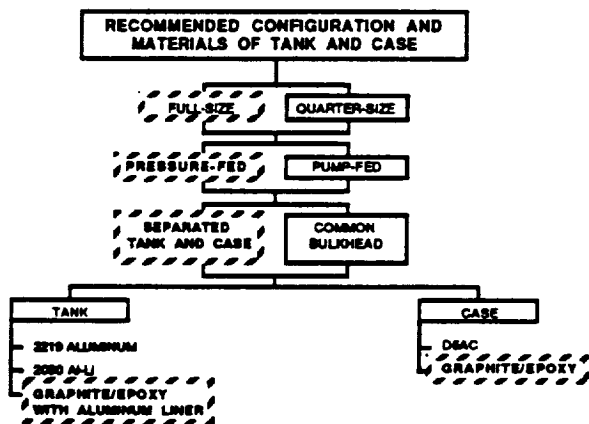 RECOMMENDED CONFIGURATION AND
MATERIALS OF TANK AND CASE
FULL-SIZE
QUARTER-SIZE
PRESSURE-FED
PUMP-FED
SEPARATED
TANK AND CASE
COMMON
BULKHEAD
TANK
CASE
2219 ALUMINUM
Al-Li
GRAPHITE/EPOXY
WITH ALUMINUM LINER
D6AC
GRAPHITE/EPOXY